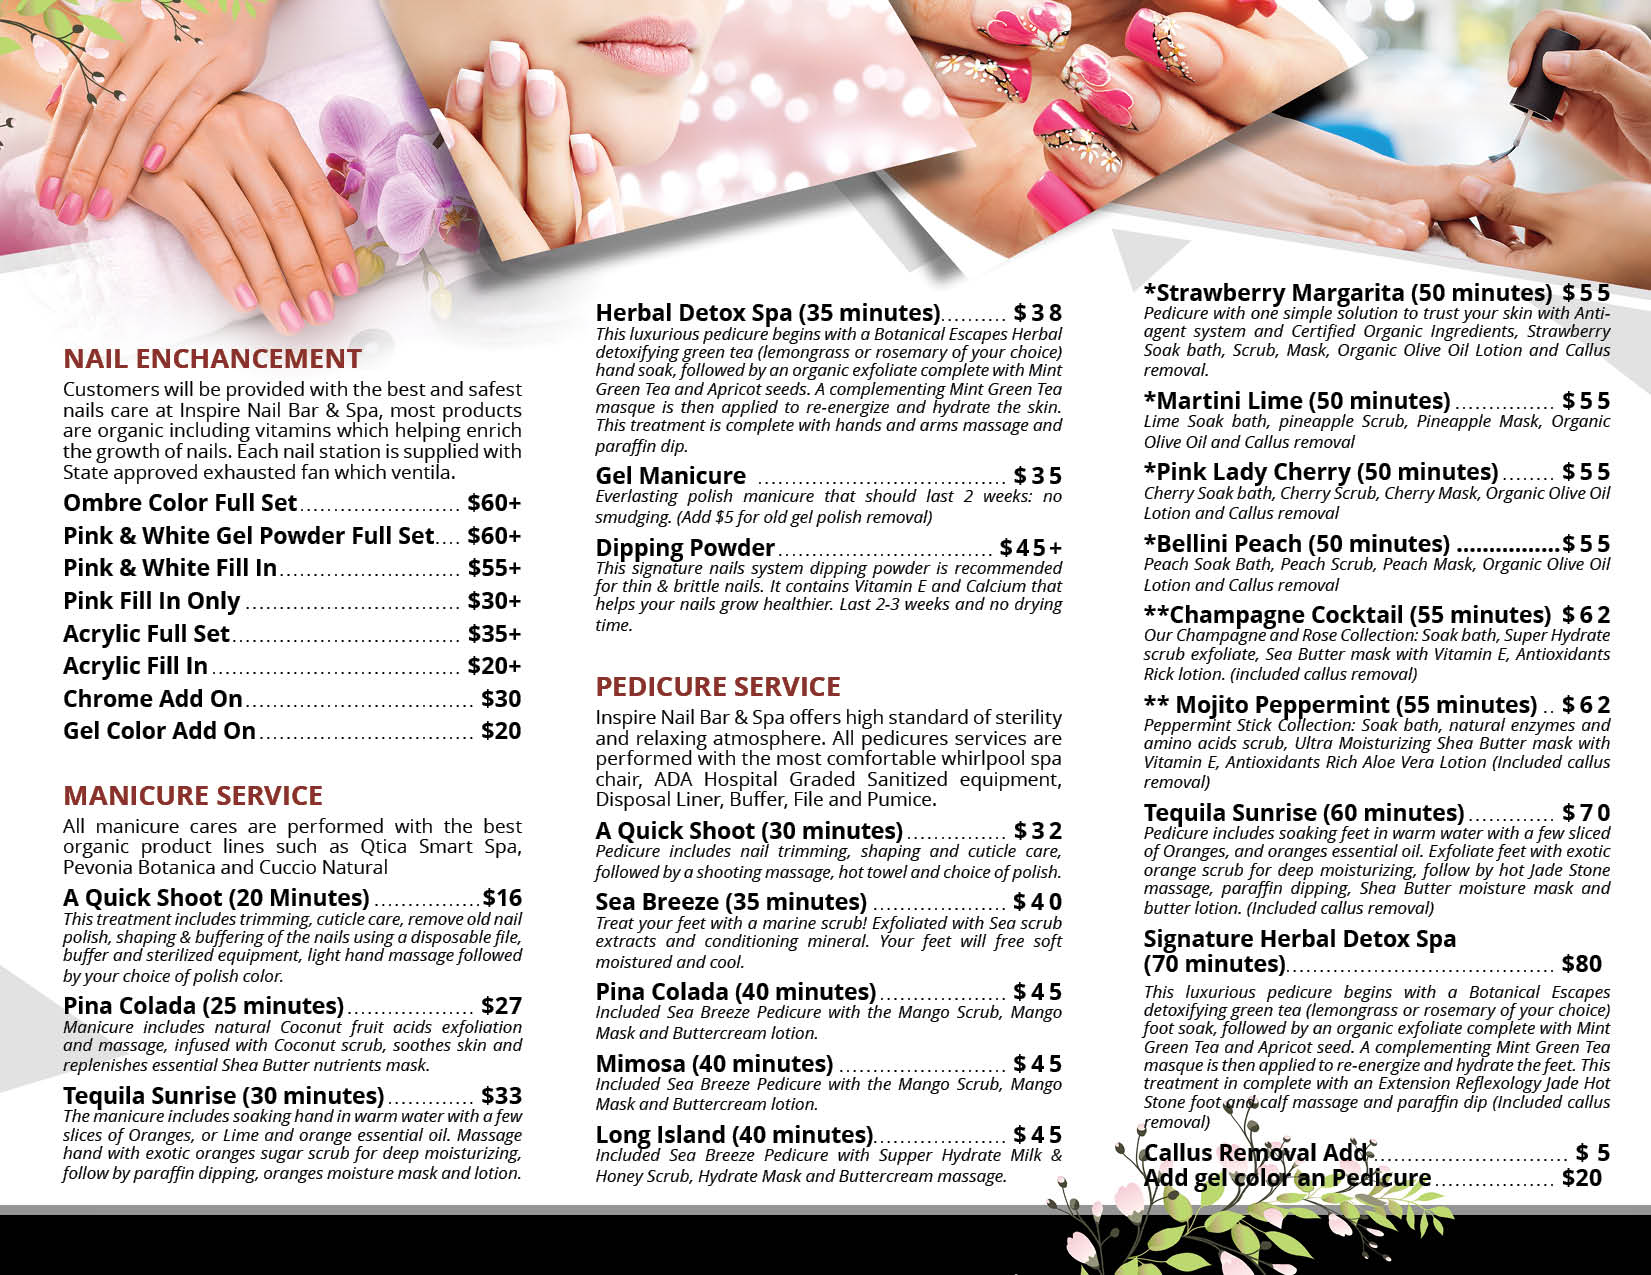 NAIL ENCHANCEMENT
Customers will be provided with the best and safest
nails care at Inspire Nail Bar & Spa, most products
are organic including vitamins which helping enrich
the growth of nails. Each nail station is supplied with
State approved exhausted fan which ventila.
Ombre Color Full Set........................ $60+
Pink & White Gel Powder Full Set.... $60+
Pink & White Fill In........................... $55+
Pink Fill In Only ................................ $30+
Acrylic Full Set.................................. $35+
Acrylic Fill In ..................................... $20+
Chrome Add On.................................. $30
Gel Color Add On................................ $20
MANICURE SERVICE
All manicure cares are performed with the best
organic product lines such as Qtica Smart Spa,
Pevonia Botanica and Cuccio Natural
A Quick Shoot (20 Minutes) ................$16
This treatment includes trimming, cuticle care, remove old nail
polish, shaping & buffering of the nails using a disposable file,
buffer and sterilized equipment, light hand massage followed
by your choice of polish color.
Pina Colada (25 minutes)................... $27
Manicure includes natural Coconut fruit acids exfoliation
and massage, infused with Coconut scrub, soothes skin and
replenishes essential Shea Butter nutrients mask.
Tequila Sunrise (30 minutes)............. $33
The manicure includes soaking hand in warm water with a few
slices of Oranges, or Lime and orange essential oil. Massage
hand with exotic oranges sugar scrub for deep moisturizing,
follow by paraffin dipping, oranges moisture mask and lotion.
Herbal Detox Spa (35 minutes).......... $38
This luxurious pedicure begins with a Botanical Escapes Herbal
detoxifying green tea (lemongrass or rosemary of your choice)
hand soak, followed by an organic exfoliate complete with Mint
Green Tea and Apricot seeds. A complementing Mint Green Tea
masque is then applied to re-energize and hydrate the skin.
This treatment is complete with hands and arms massage and
paraffin dip.
Gel Manicure ..................................... $35
Everlasting polish manicure that should last 2 weeks: no
smudging. (Add $5 for old gel polish removal)
Dipping Powder................................ $45+
This signature nails system dipping powder is recommended
for thin & brittle nails. It contains Vitamin E and Calcium that
helps your nails grow healthier. Last 2-3 weeks and no drying
time.
PEDICURE SERVICE
Inspire Nail Bar & Spa offers high standard of sterility
and relaxing atmosphere. All pedicures services are
performed with the most comfortable whirlpool spa
chair, ADA Hospital Graded Sanitized equipment,
Disposal Liner, Buffer, File and Pumice.
A Quick Shoot (30 minutes)............... $32
Pedicure includes nail trimming, shaping and cuticle care,
followed by a shooting massage, hot towel and choice of polish.
Sea Breeze (35 minutes) .................... $40
Treat your feet with a marine scrub! Exfoliated with Sea scrub
extracts and conditioning mineral. Your feet will free soft
moistured and cool.
Pina Colada (40 minutes)................... $45
Included Sea Breeze Pedicure with the Mango Scrub, Mango
Mask and Buttercream lotion.
Mimosa (40 minutes) ......................... $45
Included Sea Breeze Pedicure with the Mango Scrub, Mango
Mask and Buttercream lotion.
Long Island (40 minutes).................... $45
Included Sea Breeze Pedicure with Supper Hydrate Milk &
Honey Scrub, Hydrate Mask and Buttercream massage.
*Strawberry Margarita (50 minutes) $55
Pedicure with one simple solution to trust your skin with Anti-
agent system and Certified Organic Ingredients, Strawberry
Soak bath, Scrub, Mask, Organic Olive Oil Lotion and Callus
removal.
*Martini Lime (50 minutes) ............... $55
Lime Soak bath, pineapple Scrub, Pineapple Mask, Organic
Olive Oil and Callus removal
*Pink Lady Cherry (50 minutes)........ $55
Cherry Soak bath, Cherry Scrub, Cherry Mask, Organic Olive Oil
Lotion and Callus removal
*Bellini Peach (50 minutes) ................$55
Peach Soak Bath, Peach Scrub, Peach Mask, Organic Olive Oil
Lotion and Callus removal
**Champagne Cocktail (55 minutes) $62
Our Champagne and Rose Collection: Soak bath, Super Hydrate
scrub exfoliate, Sea Butter mask with Vitamin E, Antioxidants
Rick lotion. (included callus removal)
** Mojito Peppermint (55 minutes) .. $62
Peppermint Stick Collection: Soak bath, natural enzymes and
amino acids scrub, Ultra Moisturizing Shea Butter mask with
Vitamin E, Antioxidants Rich Aloe Vera Lotion (Included callus
removal)
Tequila Sunrise (60 minutes)............. $70
Pedicure includes soaking feet in warm water with a few sliced
of Oranges, and oranges essential oil. Exfoliate feet with exotic
orange scrub for deep moisturizing, follow by hot Jade Stone
massage, paraffin dipping, Shea Butter moisture mask and
butter lotion. (Included callus removal)
Signature Herbal Detox Spa
(70 minutes)........................................ $80
This luxurious pedicure begins with a Botanical Escapes
detoxifying green tea (lemongrass or rosemary of your choice)
foot soak, followed by an organic exfoliate complete with Mint
Green Tea and Apricot seed. A complementing Mint Green Tea
masque is then applied to re-energize and hydrate the feet. This
treatment in complete with an Extension Reflexology Jade Hot
Stone foot and calf massage and paraffin dip (Included callus
removal)
Callus Removal Add............................. $ 5
Add gel color an Pedicure.................. $20